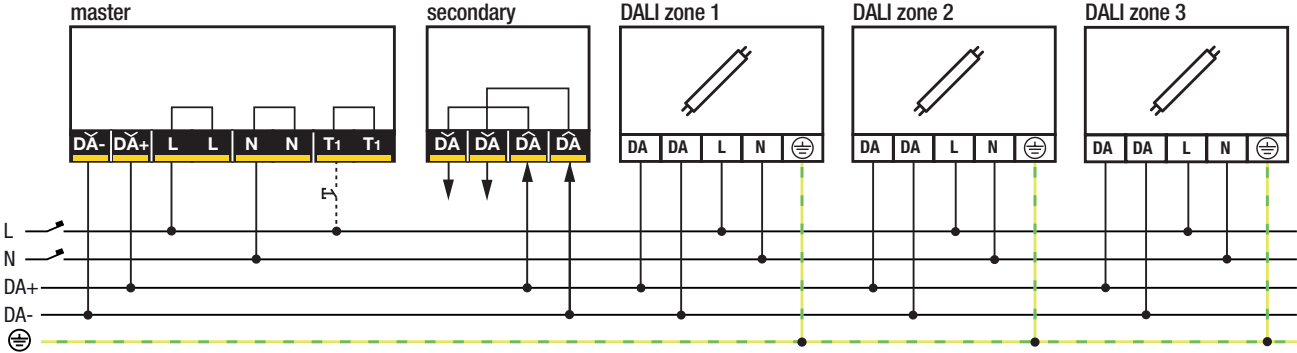 master
secondary
DALI zone 1
DALI zone 2
DALI zone 3
DA- DA+ L L N N T1 T1
DA DA DA DA
DA DA L N
DA DA L N
DA DA L N
L
N
DA+
DA-